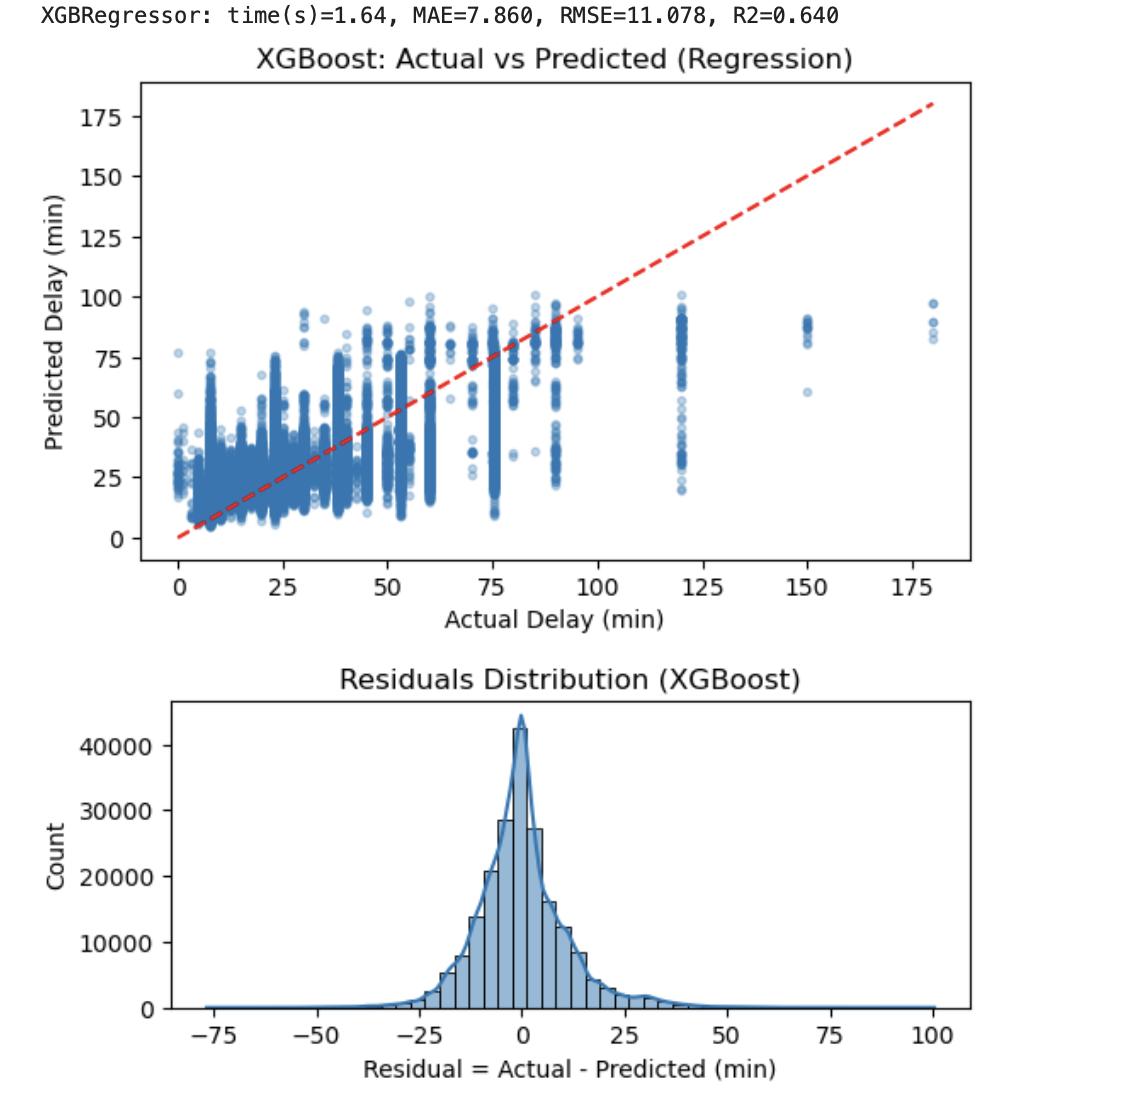 XGBRegressor: time(s)=1.64, MAE=7.860, RMSE=11.078, R2=0.640
XGBoost: Actual vs Predicted (Regression)
Predicted Delay (min)
175
150
125
100
75
50
25
0
0 25 50 75 100 125 150 175
Actual Delay (min)
Residuals Distribution (XGBoost)
Count
40000
30000
20000
10000
0
−75 −50 −25 0 25 50 75 100
Residual = Actual - Predicted (min)